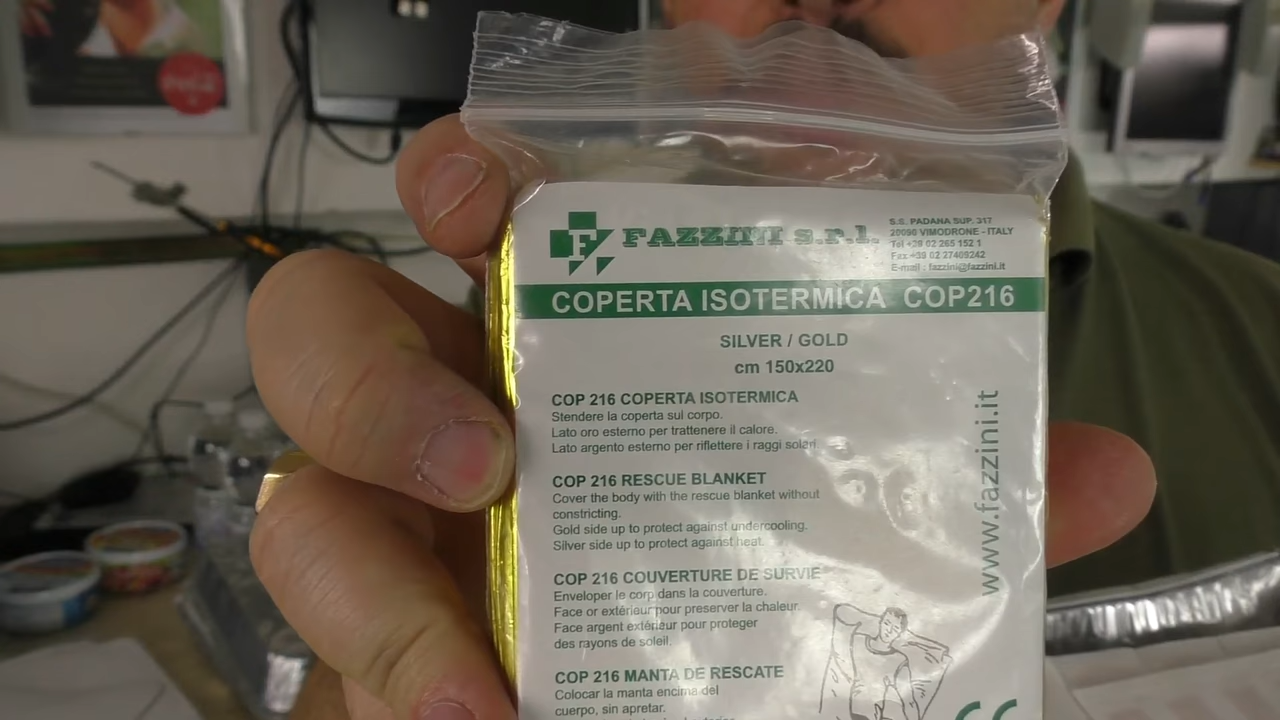 FAZZINI s.r.l.
S.S. PADANA SUP. 317
20090 VIMODRONE - ITALY
Tel +39 02 265 152 1
Fax +39 02 27409242
E-mail : fazzini@fazzini.it
COPERTA ISOTERMICA COP216
SILVER / GOLD
cm 150x220
COP 216 COPERTA ISOTERMICA
Stendere la coperta sul corpo.
Lato oro esterno per trattenere il calore.
Lato argento esterno per riflettere i raggi solari.
COP 216 RESCUE BLANKET
Cover the body with the rescue blanket without
constricting.
Gold side up to protect against undercooling.
Silver side up to protect against heat.
COP 216 COUVERTURE DE SURVIE
Enveloper le corp dans la couverture.
Face or extérieur pour preserver la chaleur.
Face argent extérieur pour proteger
des rayons de soleil.
COP 216 MANTA DE RESCATE
Colocar la manta encima del
cuerpo, sin apretar.
www.fazzini.it
CE